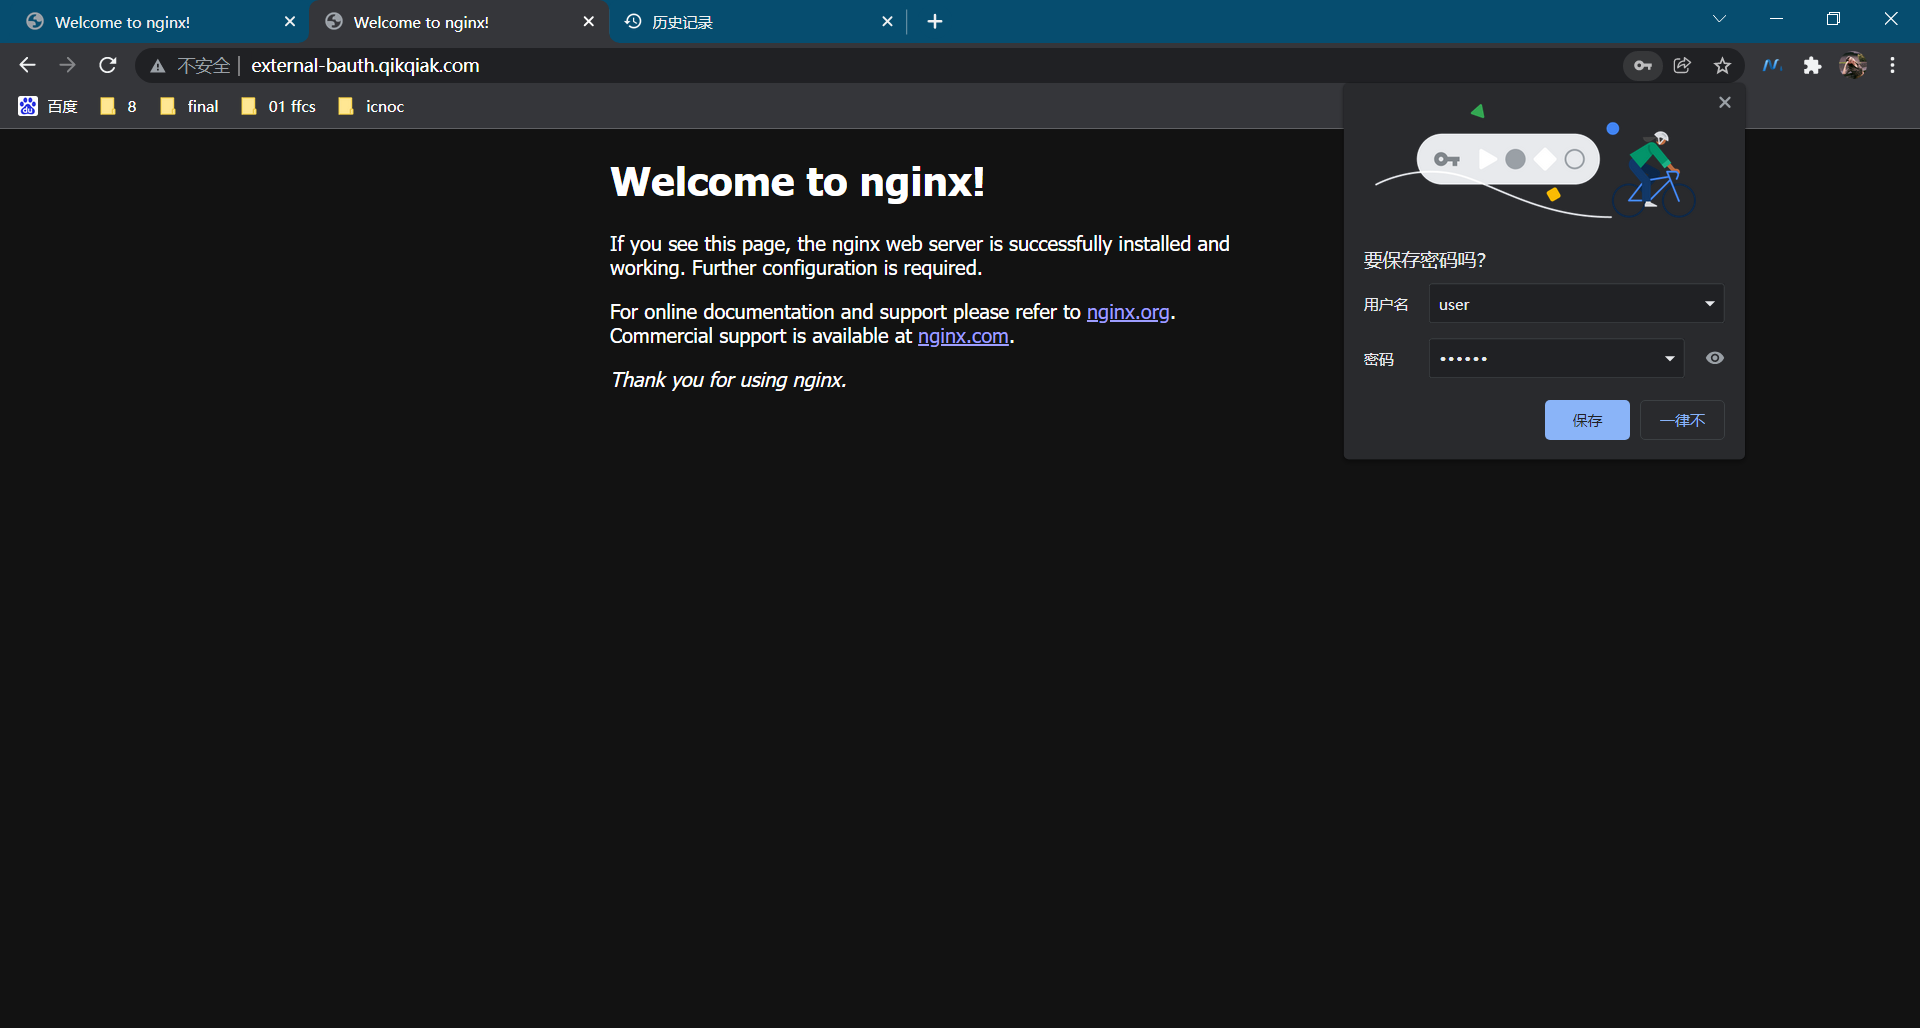 Welcome to nginx!
Welcome to nginx!
历史记录
不安全
external-bauth.qikqiak.com
百度
8
final
01 ffcs
icnoc
Welcome to nginx!
If you see this page, the nginx web server is successfully installed and
working. Further configuration is required.
For online documentation and support please refer to nginx.org.
Commercial support is available at nginx.com.
Thank you for using nginx.
要保存密码吗?
用户名
user
密码
••••••
保存
一律不